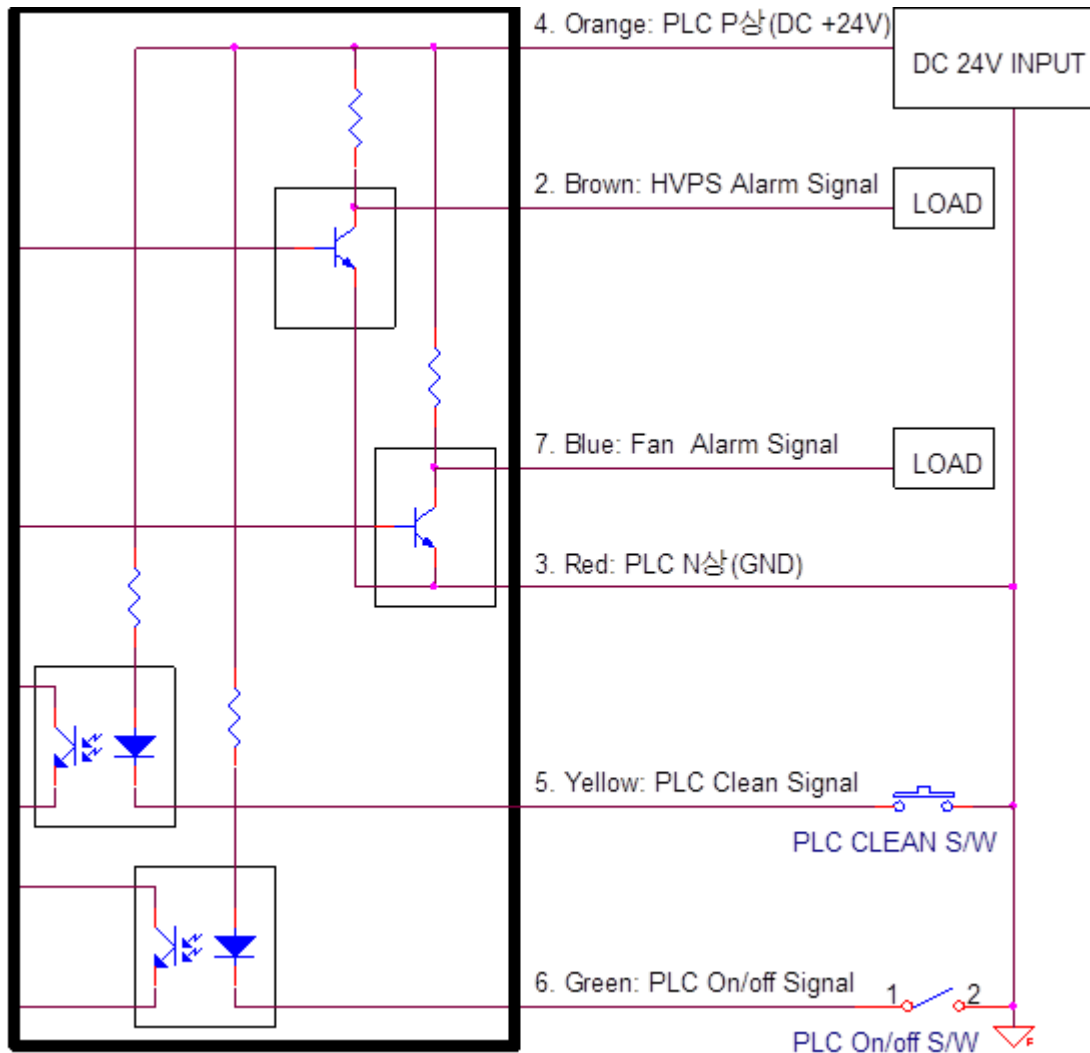 4. Orange: PLC P상(DC +24V)
DC 24V INPUT
2. Brown: HVPS Alarm Signal
LOAD
7. Blue: Fan  Alarm Signal
LOAD
3. Red: PLC N상(GND)
5. Yellow: PLC Clean Signal
PLC CLEAN S/W
6. Green: PLC On/off Signal
1 2
PLC On/off S/W
F